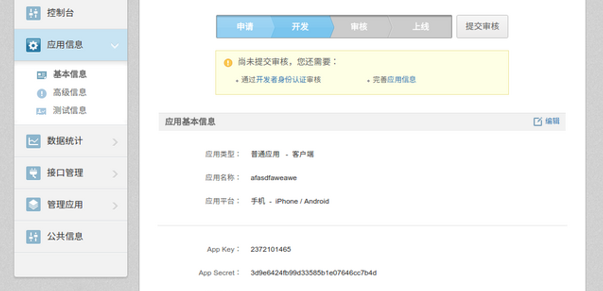 控制台
应用信息
基本信息
高级信息
测试信息
数据统计
接口管理
管理应用
公共信息
申请 开发 审核 上线 提交审核
尚未提交审核，您还需要：
• 通过开发者身份认证审核 • 完善应用信息
应用基本信息 编辑
应用类型： 普通应用 - 客户端
应用名称： afasdfaweawe
应用平台： 手机 - iPhone / Android
App Key： 2372101465
App Secret： 3d9e6424fb99d33585b1e07646cc7b4d